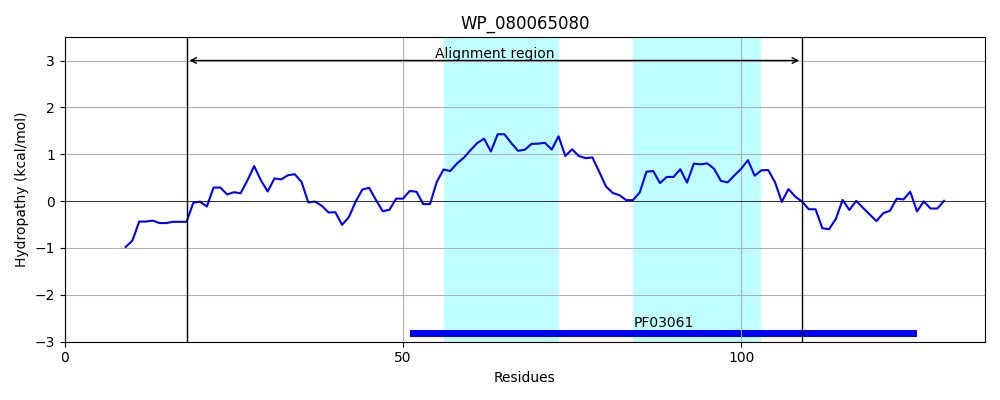 WP_080065080
Alignment region
Hydropathy (kcal/mol)
3
2
1
0
−1
−2
−3
PF03061
0
50
100
Residues